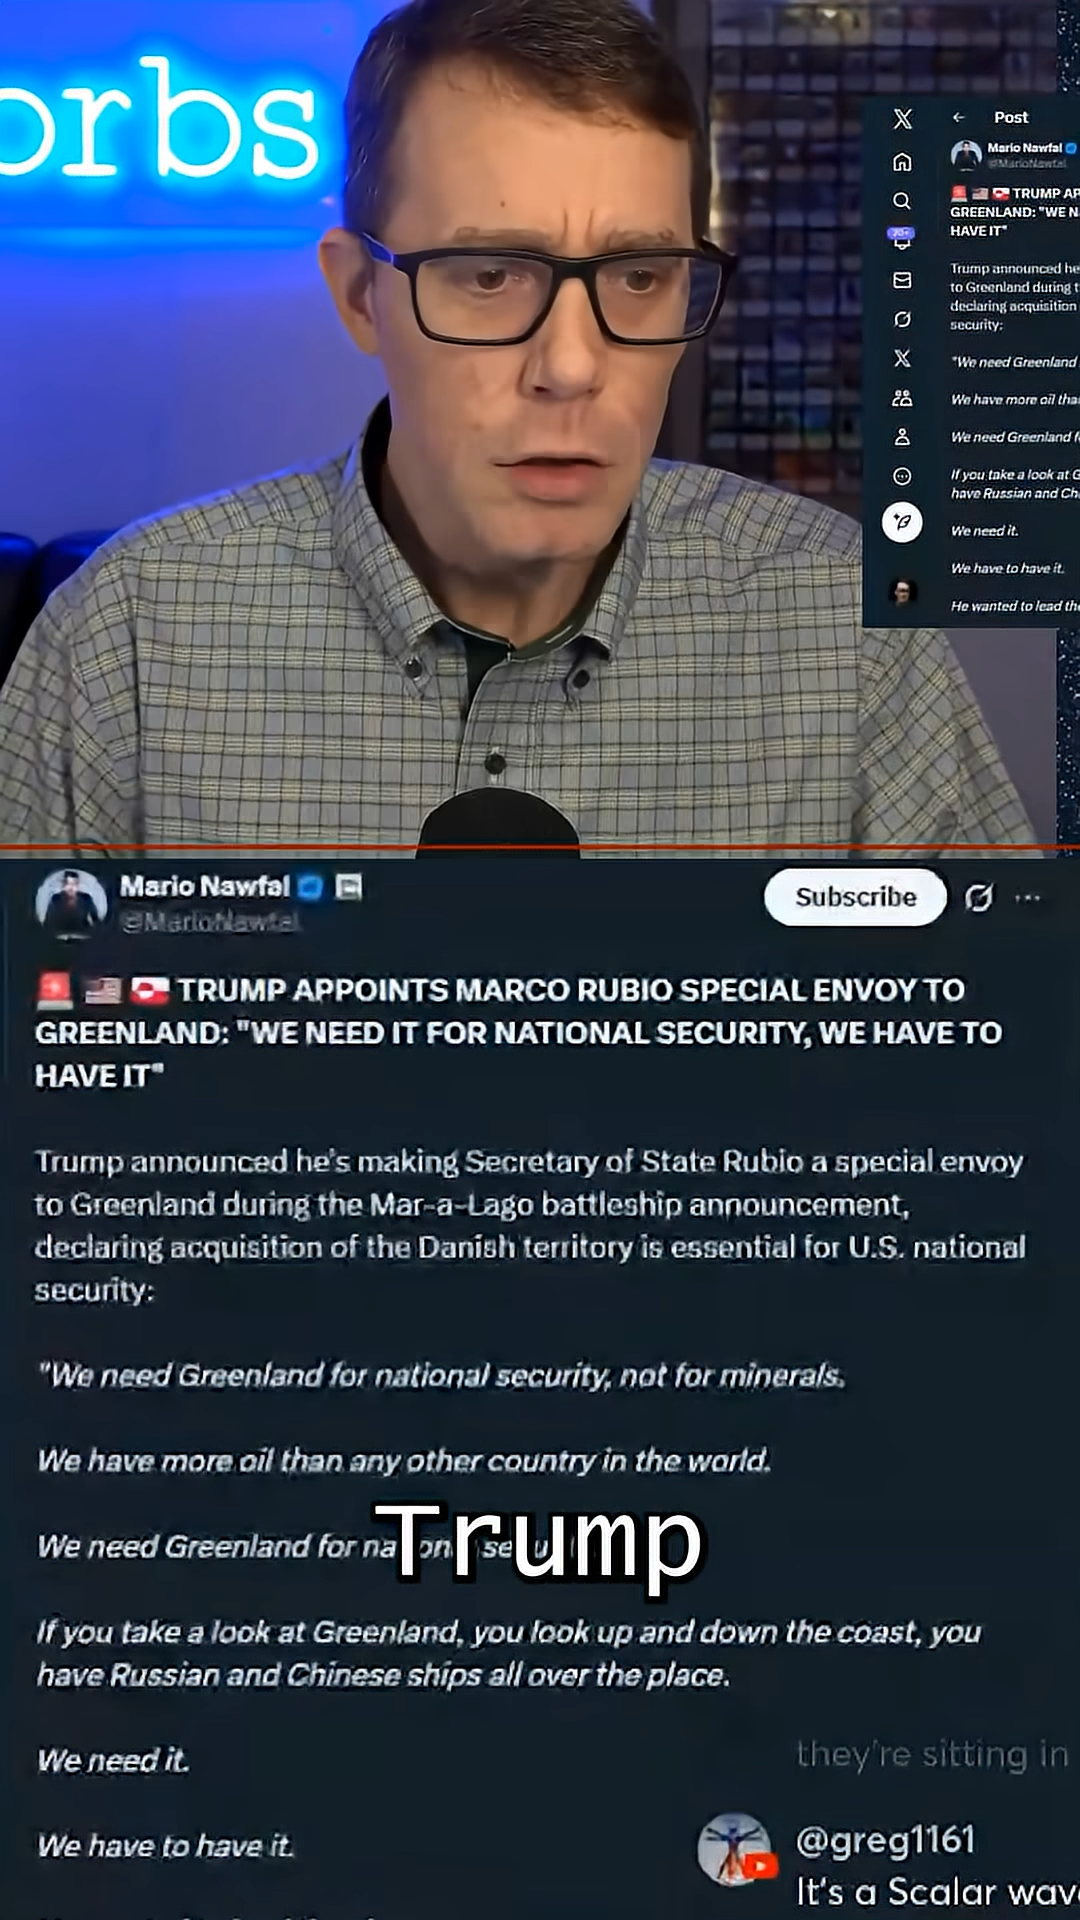 orbs
Post
Mario Nawfal
@MarioNawfal
TRUMP AP
GREENLAND: "WE N
HAVE IT"
Trump announced he
to Greenland during t
declaring acquisition
security:
"We need Greenland
We have more oil tha
We need Greenland f
If you take a look at G
have Russian and Ch
We need it.
We have to have it.
He wanted to lead the
20+
Mario Nawfal
@MarioNawfal
Subscribe
TRUMP APPOINTS MARCO RUBIO SPECIAL ENVOY TO
GREENLAND: "WE NEED IT FOR NATIONAL SECURITY, WE HAVE TO
HAVE IT"
Trump announced he's making Secretary of State Rubio a special envoy
to Greenland during the Mar-a-Lago battleship announcement,
declaring acquisition of the Danish territory is essential for U.S. national
security:
"We need Greenland for national security, not for minerals.
We have more oil than any other country in the world.
We need Greenland for
Trump
If you take a look at Greenland, you look up and down the coast, you
have Russian and Chinese ships all over the place.
We need it.
they're sitting in
We have to have it.
@greg1161
It's a Scalar wav